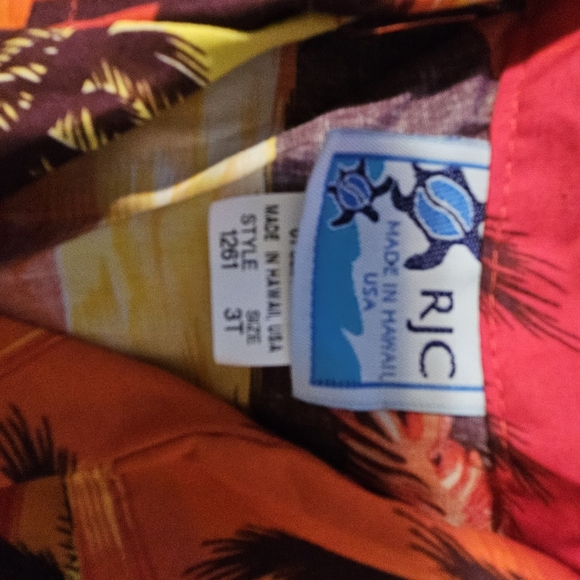 RJC
MADE IN HAWAII,
USA
MADE IN HAWAII, USA
STYLE SIZE
1261 3T